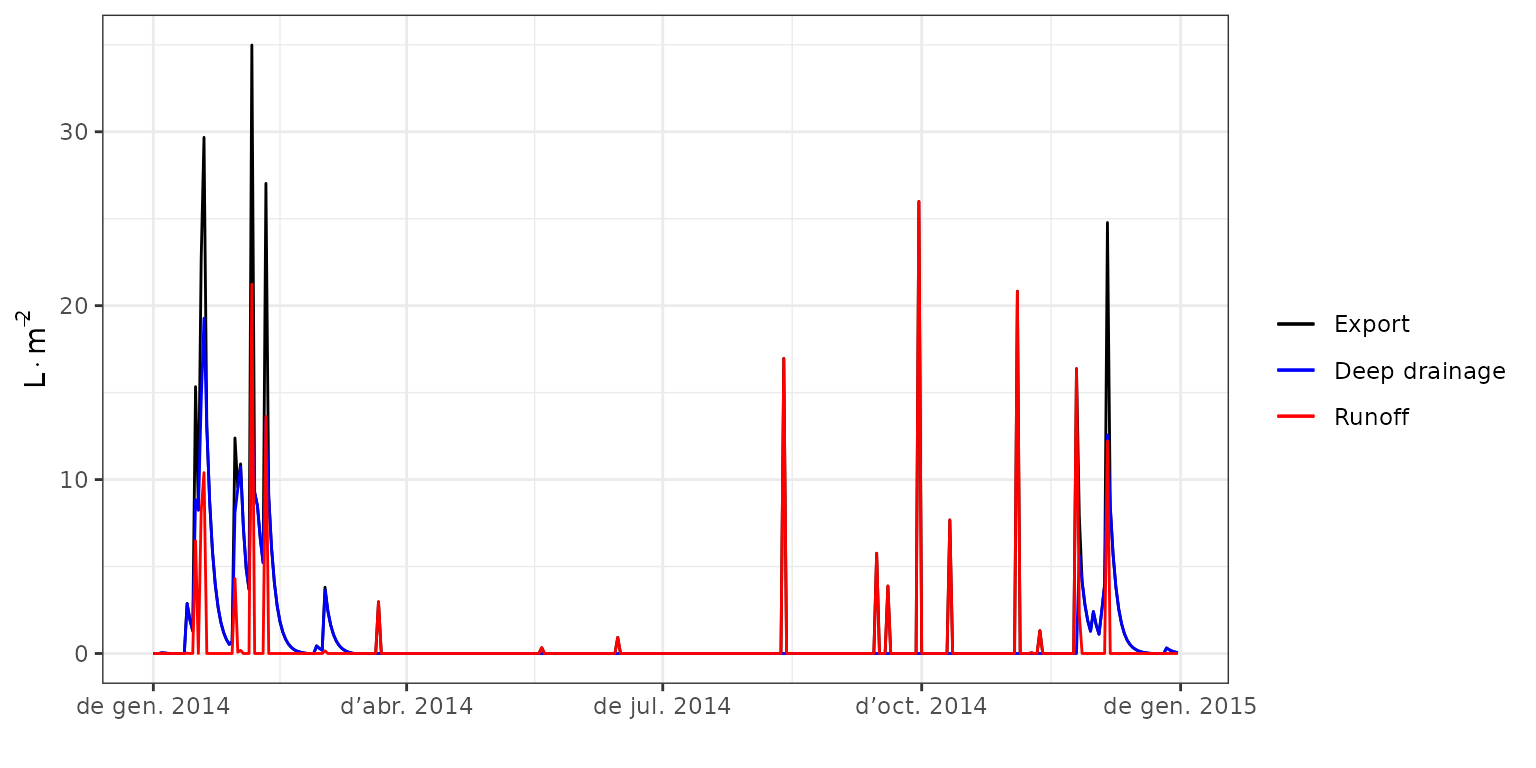 30
20
10
0
L · m⁻²
de gen. 2014 d’abr. 2014 de jul. 2014 d’oct. 2014 de gen. 2015
Export
Deep drainage
Runoff